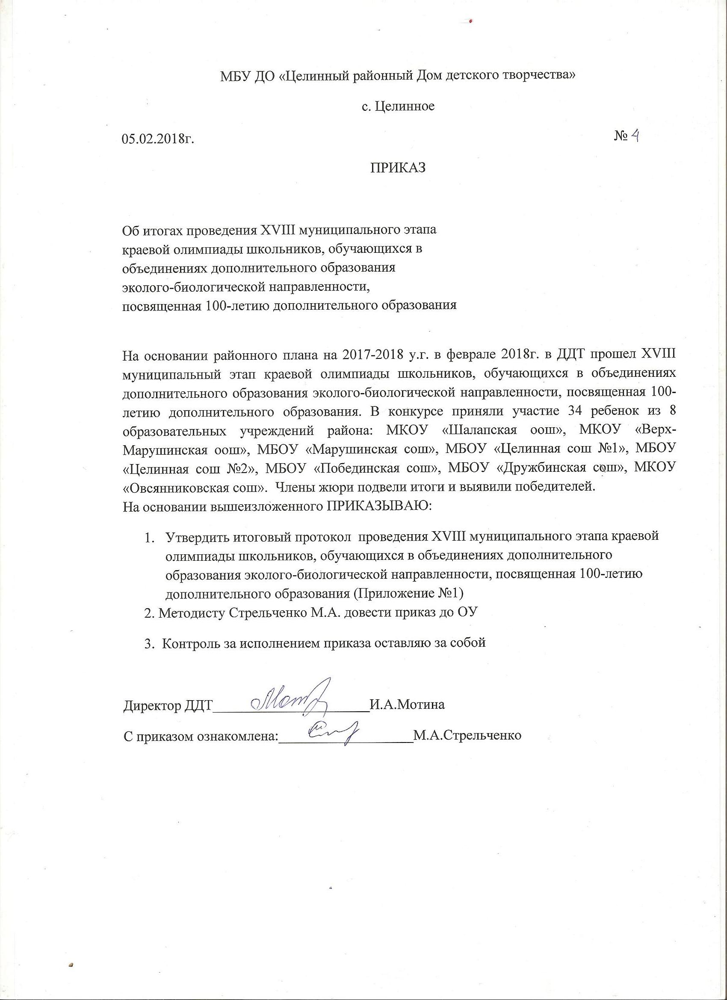 МБУ ДО «Целинный районный Дом детского творчества»
с. Целинное
05.02.2018г.
№ 4
ПРИКАЗ
Об итогах проведения XVIII муниципального этапа
краевой олимпиады школьников, обучающихся в
объединениях дополнительного образования
эколого-биологической направленности,
посвященная 100-летию дополнительного образования
На основании районного плана на 2017-2018 у.г. в феврале 2018г. в ДДТ прошел XVIII
муниципальный этап краевой олимпиады школьников, обучающихся в объединениях
дополнительного образования эколого-биологической направленности, посвященная 100-
летию дополнительного образования. В конкурсе приняли участие 34 ребенок из 8
образовательных учреждений района: МКОУ «Шалапская оош», МКОУ «Верх-
Марушинская оош», МБОУ «Марушинская сош», МБОУ «Целинная сош №1», МБОУ
«Целинная сош №2», МБОУ «Побединская сош», МБОУ «Дружбинская сош», МКОУ
«Овсянниковская сош». Члены жюри подвели итоги и выявили победителей.
На основании вышеизложенного ПРИКАЗЫВАЮ:
1. Утвердить итоговый протокол проведения XVIII муниципального этапа краевой
олимпиады школьников, обучающихся в объединениях дополнительного
образования эколого-биологической направленности, посвященная 100-летию
дополнительного образования (Приложение №1)
2. Методисту Стрельченко М.А. довести приказ до ОУ
3. Контроль за исполнением приказа оставляю за собой
Директор ДДТ______________________И.А.Мотина
С приказом ознакомлена:___________________М.А.Стрельченко